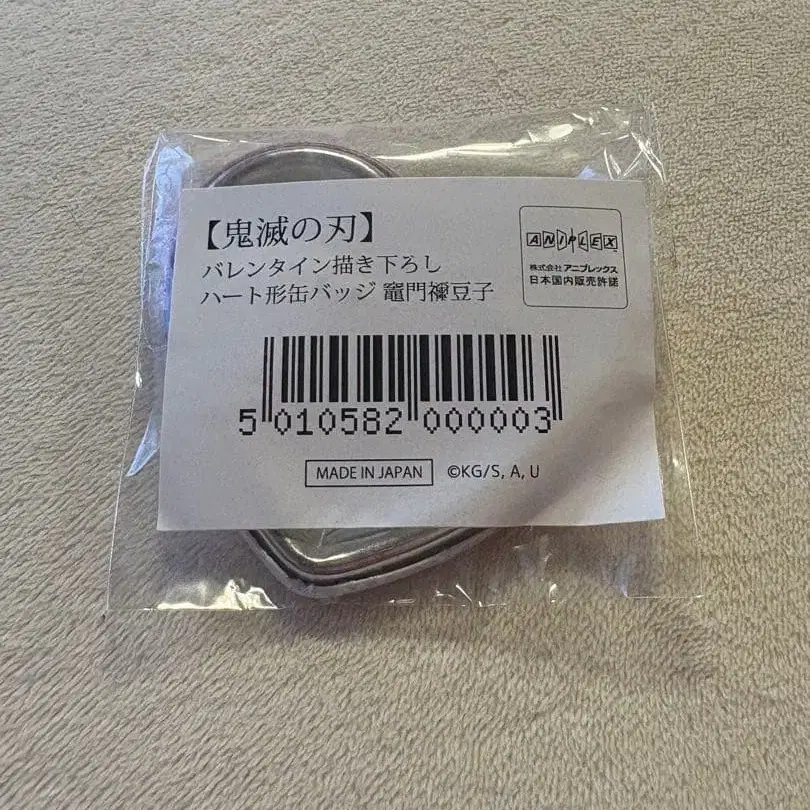 【鬼滅の刃】
バレンタイン描き下ろし
ハート形缶バッジ 竈門禰豆子
ANIPLEX
株式会社 アニプレックス
日本国内販売許諾
5 010582 000003
MADE IN JAPAN ©KG/S, A, U